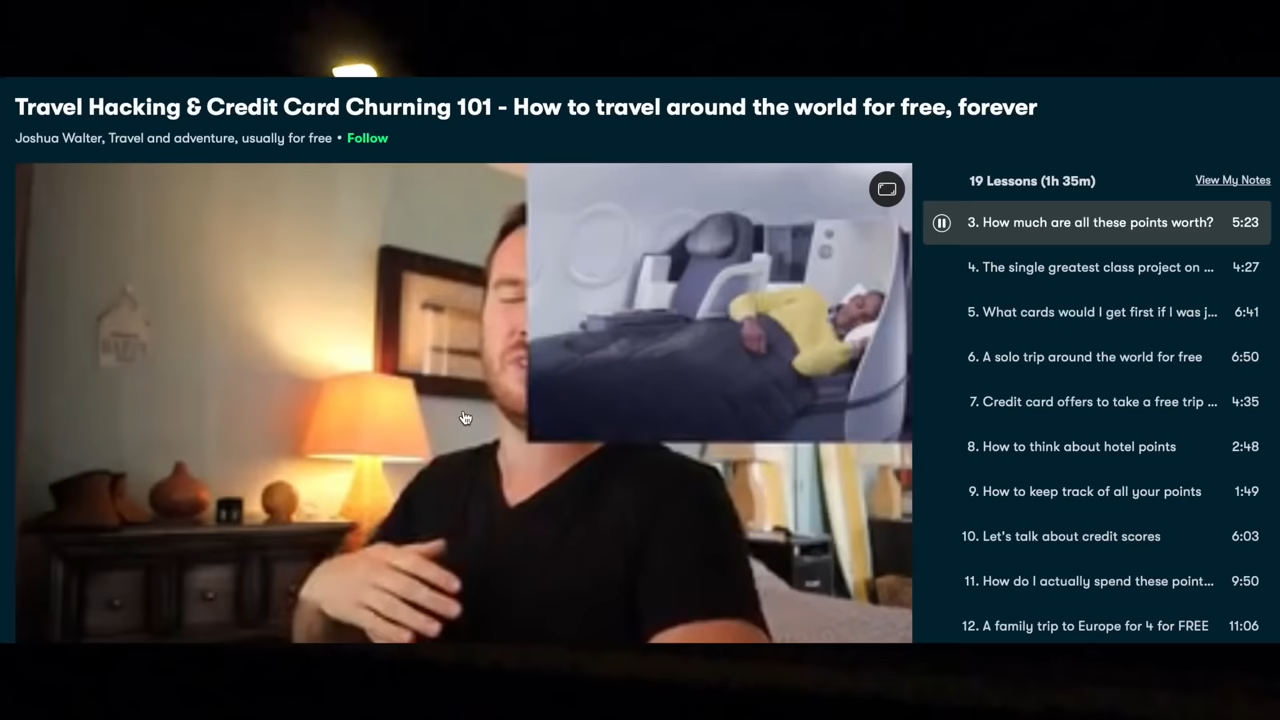 Travel Hacking & Credit Card Churning 101 - How to travel around the world for free, forever
Joshua Walter, Travel and adventure, usually for free • Follow
19 Lessons (1h 35m) View My Notes
3. How much are all these points worth? 5:23
4. The single greatest class project on ... 4:27
5. What cards would I get first if I was j... 6:41
6. A solo trip around the world for free 6:50
7. Credit card offers to take a free trip ... 4:35
8. How to think about hotel points 2:48
9. How to keep track of all your points 1:49
10. Let's talk about credit scores 6:03
11. How do I actually spend these point... 9:50
12. A family trip to Europe for 4 for FREE 11:06